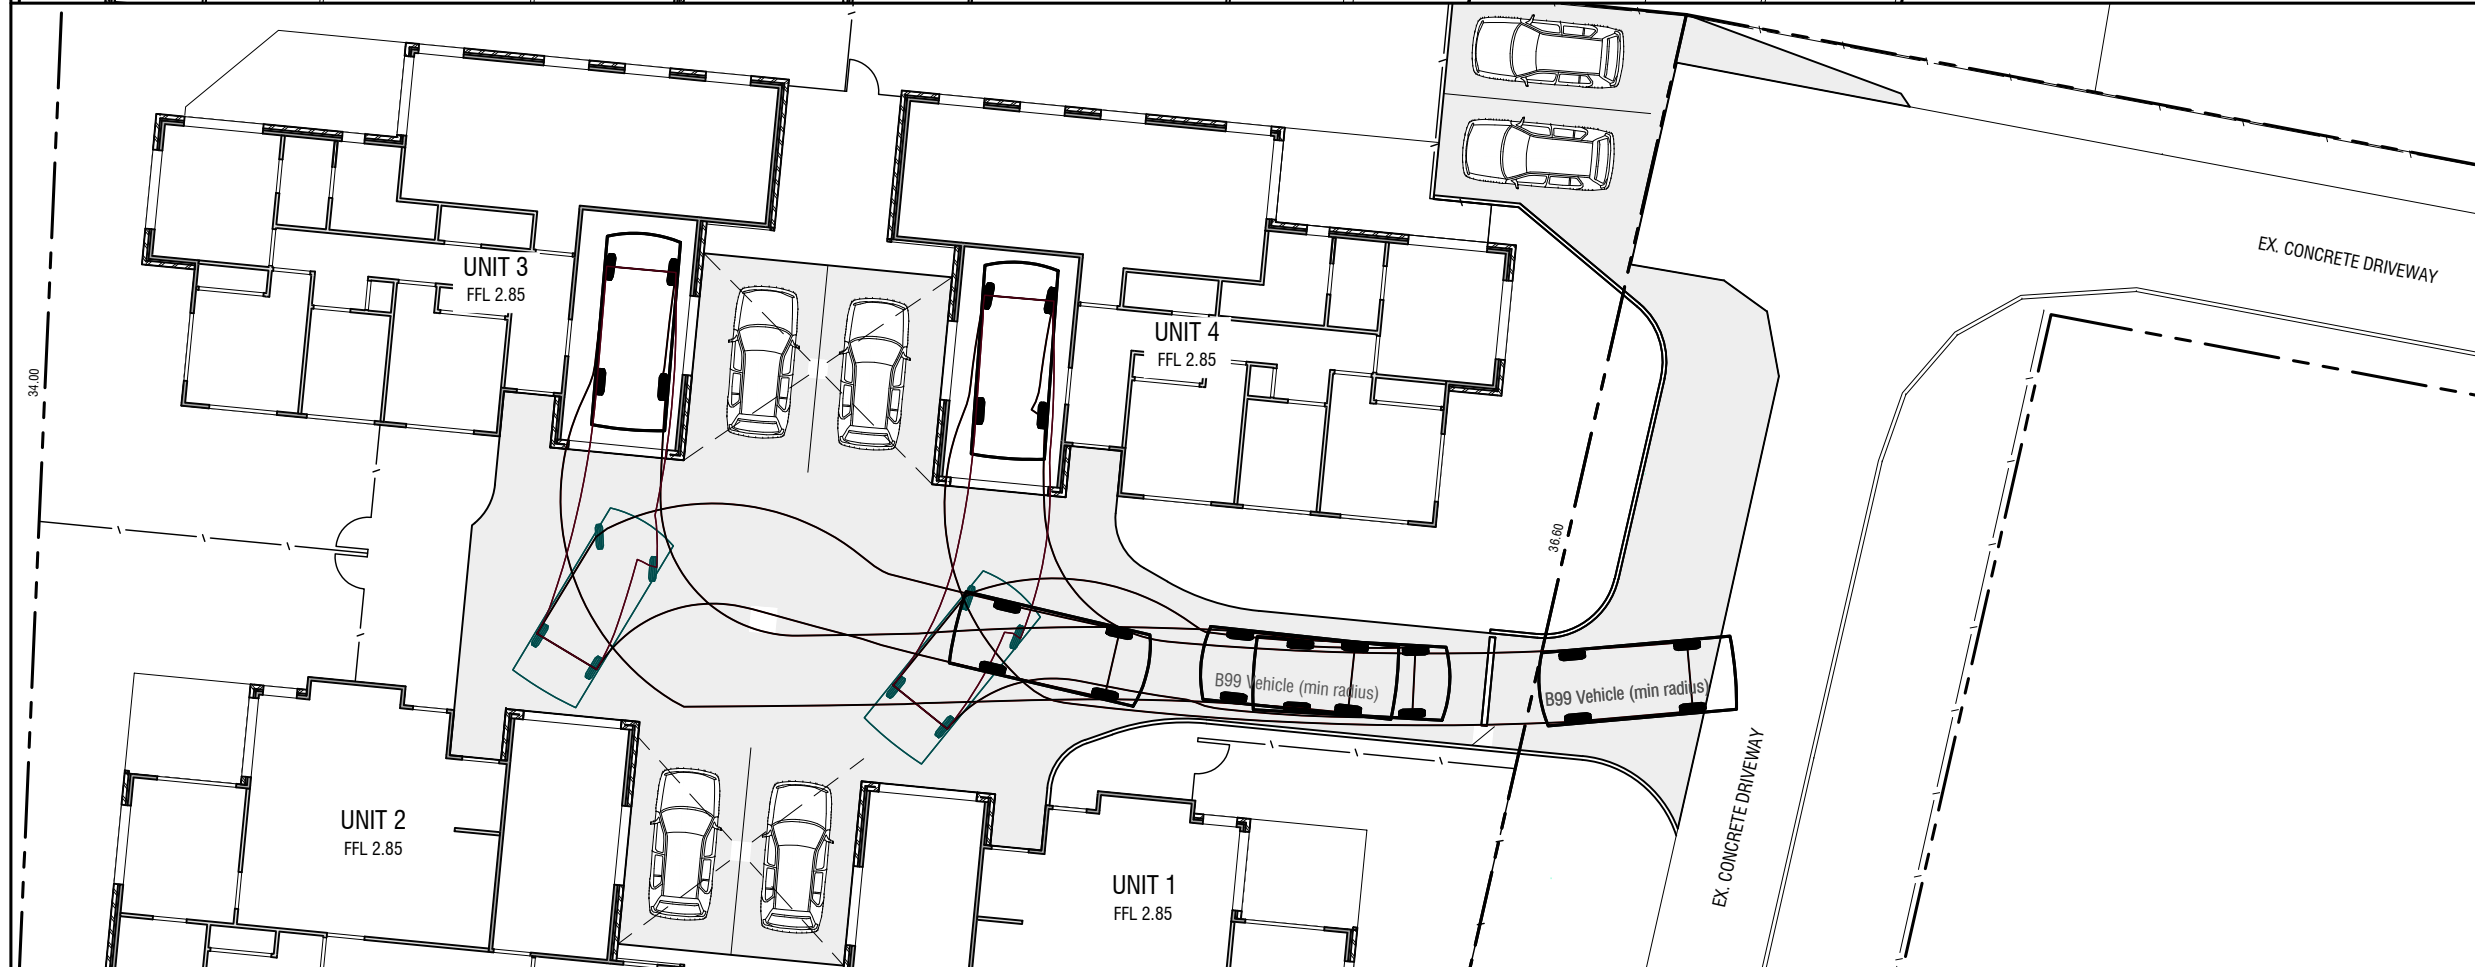 EX. CONCRETE DRIVEWAY
UNIT 3
FFL 2.85
UNIT 4
FFL 2.85
34.00
36.60
B99 Vehicle (min radius)
B99 Vehicle (min radius)
EX. CONCRETE DRIVEWAY
UNIT 2
FFL 2.85
UNIT 1
FFL 2.85